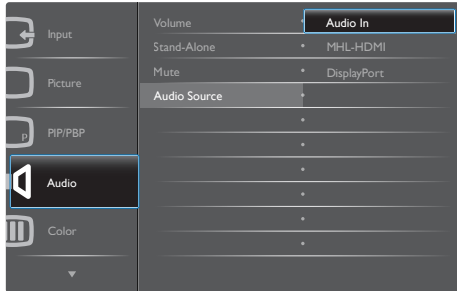 Input
Picture
P
PIP/PBP
Audio
Color
Volume
Stand-Alone
Mute
Audio Source
Audio In
MHL-HDMI
DisplayPort